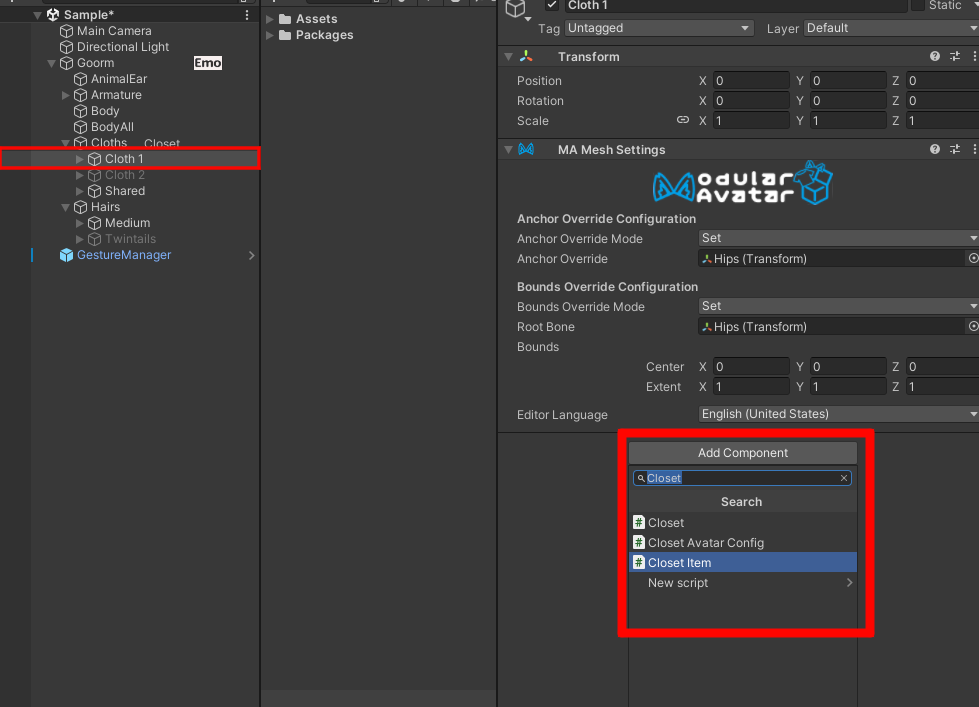 Sample*
Main Camera
Directional Light
Goorm Emo
AnimalEar
Armature
Body
BodyAll
Cloths Closet
Cloth 1
Cloth 2
Shared
Hairs
Medium
Twintails
GestureManager
Assets
Packages
Cloth 1 Static
Tag Untagged Layer Default
Transform
Position X 0 Y 0 Z 0
Rotation X 0 Y 0 Z 0
Scale X 1 Y 1 Z 1
MA Mesh Settings
Modular
Avatar
Anchor Override Configuration
Anchor Override Mode Set
Anchor Override Hips (Transform)
Bounds Override Configuration
Bounds Override Mode Set
Root Bone Hips (Transform)
Bounds
Center X 0 Y 0 Z 0
Extent X 1 Y 1 Z 1
Editor Language English (United States)
Add Component
Closet
Search
# Closet
# Closet Avatar Config
# Closet Item
New script